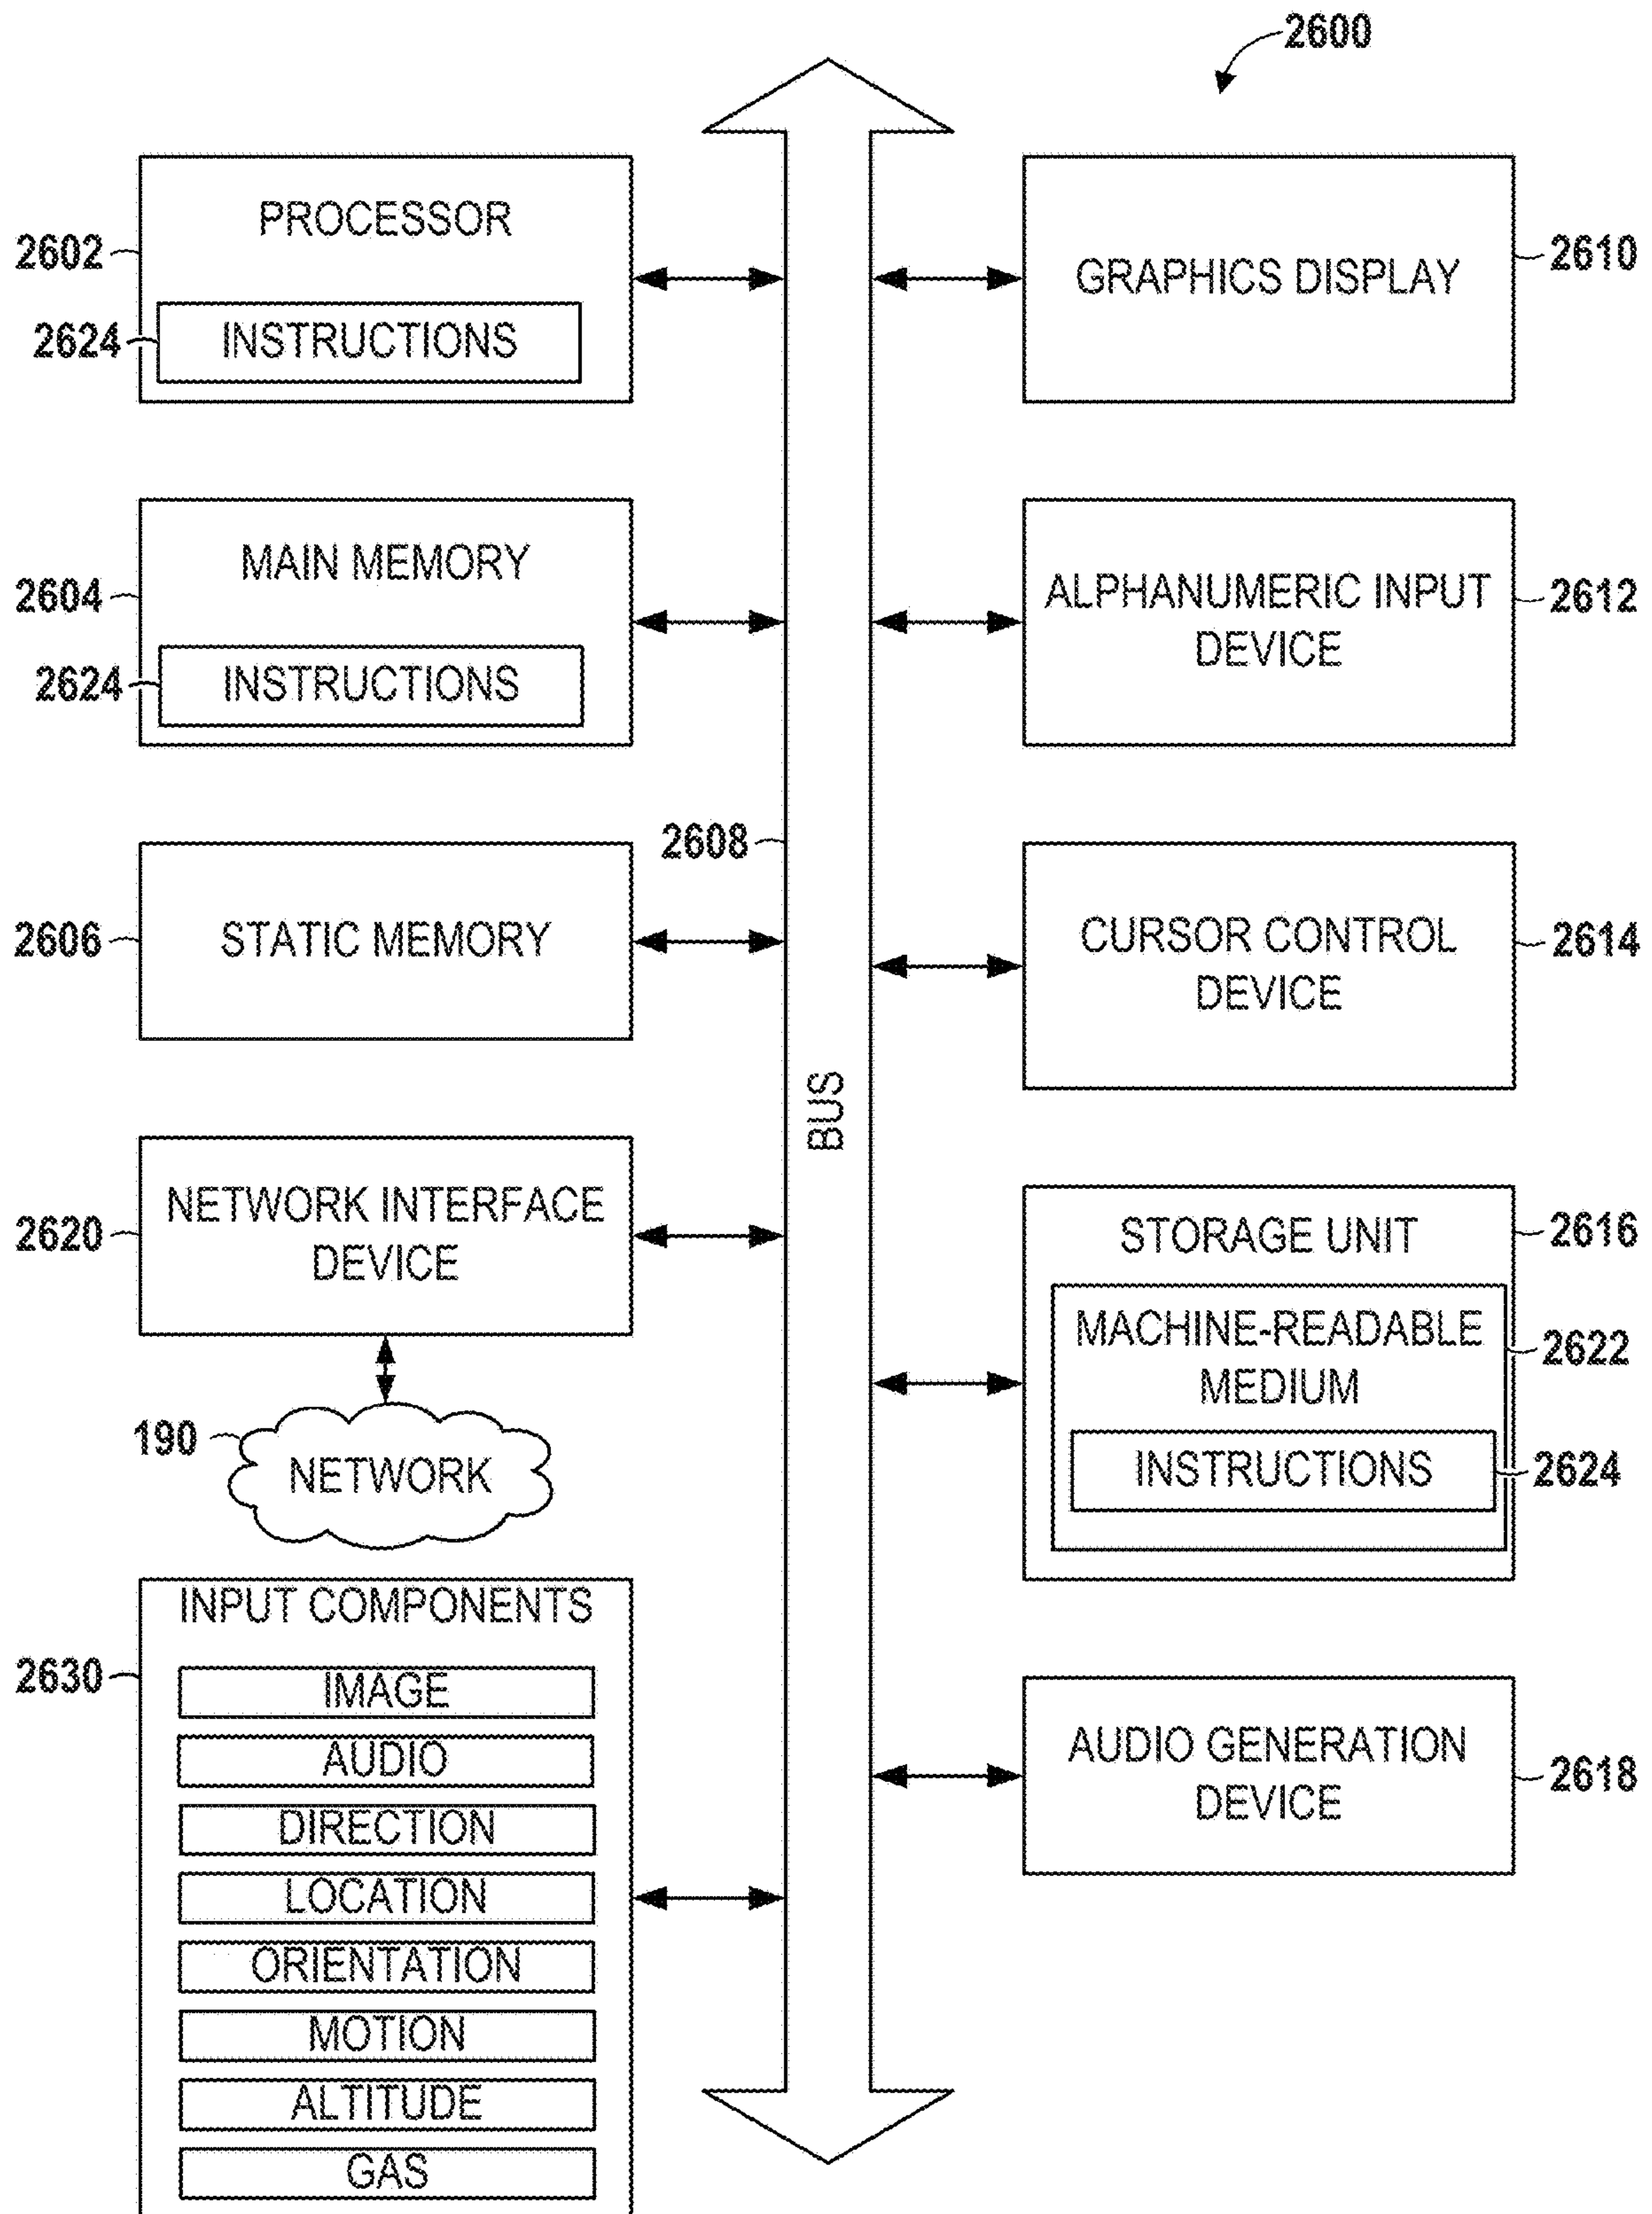 2600
PROCESSOR
2602
2624
INSTRUCTIONS
MAIN MEMORY
2604
2624
INSTRUCTIONS
2608
STATIC MEMORY
2606
NETWORK INTERFACE
DEVICE
2620
190
NETWORK
INPUT COMPONENTS
2630
IMAGE
AUDIO
DIRECTION
LOCATION
ORIENTATION
MOTION
ALTITUDE
GAS
BUS
GRAPHICS DISPLAY
2610
ALPHANUMERIC INPUT
DEVICE
2612
CURSOR CONTROL
DEVICE
2614
STORAGE UNIT
2616
MACHINE-READABLE
MEDIUM
2622
INSTRUCTIONS
2624
AUDIO GENERATION
DEVICE
2618